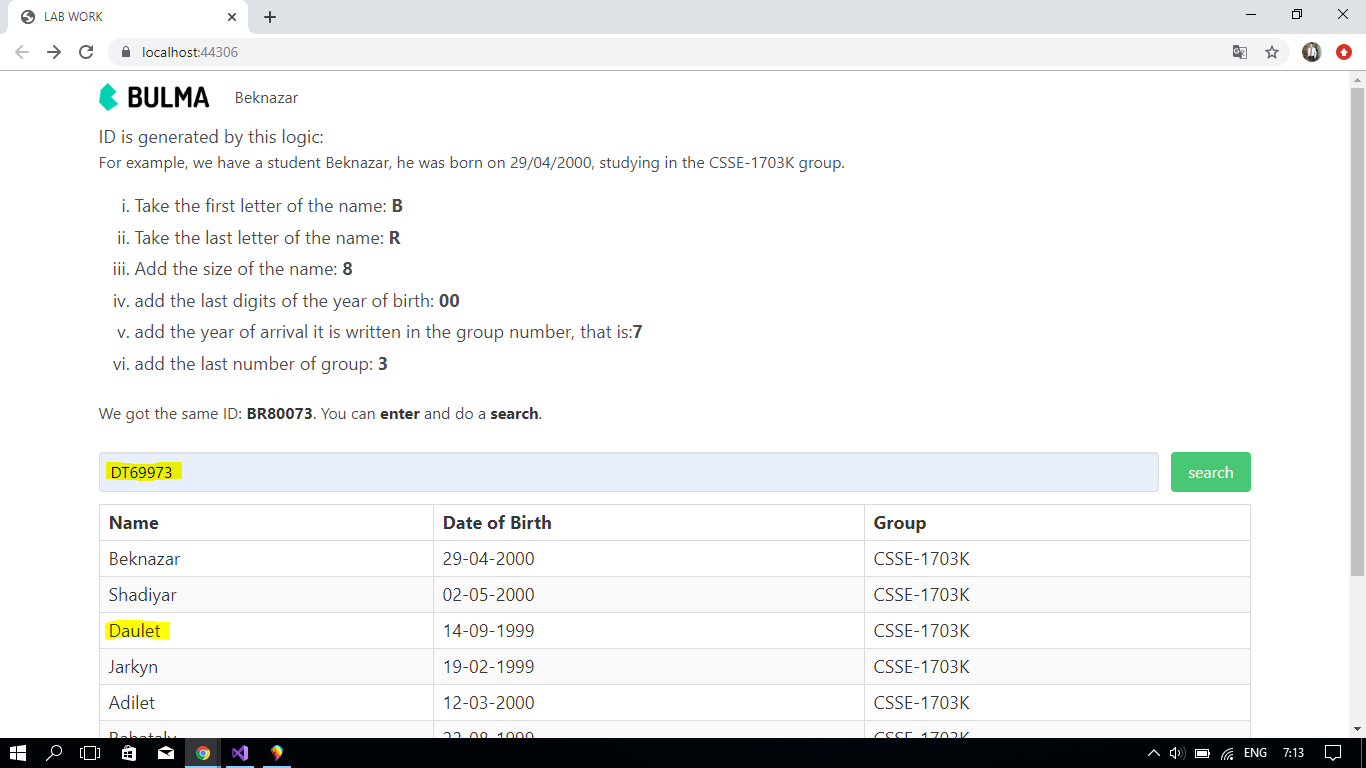 LAB WORK
localhost:44306
BULMA Beknazar
ID is generated by this logic:
For example, we have a student Beknazar, he was born on 29/04/2000, studying in the CSSE-1703K group.
i. Take the first letter of the name: B
ii. Take the last letter of the name: R
iii. Add the size of the name: 8
iv. add the last digits of the year of birth: 00
v. add the year of arrival it is written in the group number, that is:7
vi. add the last number of group: 3
We got the same ID: BR80073. You can enter and do a search.
DT69973 search
Name Date of Birth Group
Beknazar 29-04-2000 CSSE-1703K
Shadiyar 02-05-2000 CSSE-1703K
Daulet 14-09-1999 CSSE-1703K
Jarkyn 19-02-1999 CSSE-1703K
Adilet 12-03-2000 CSSE-1703K
22-08-1999 CSSE-1703K
ENG 7:13